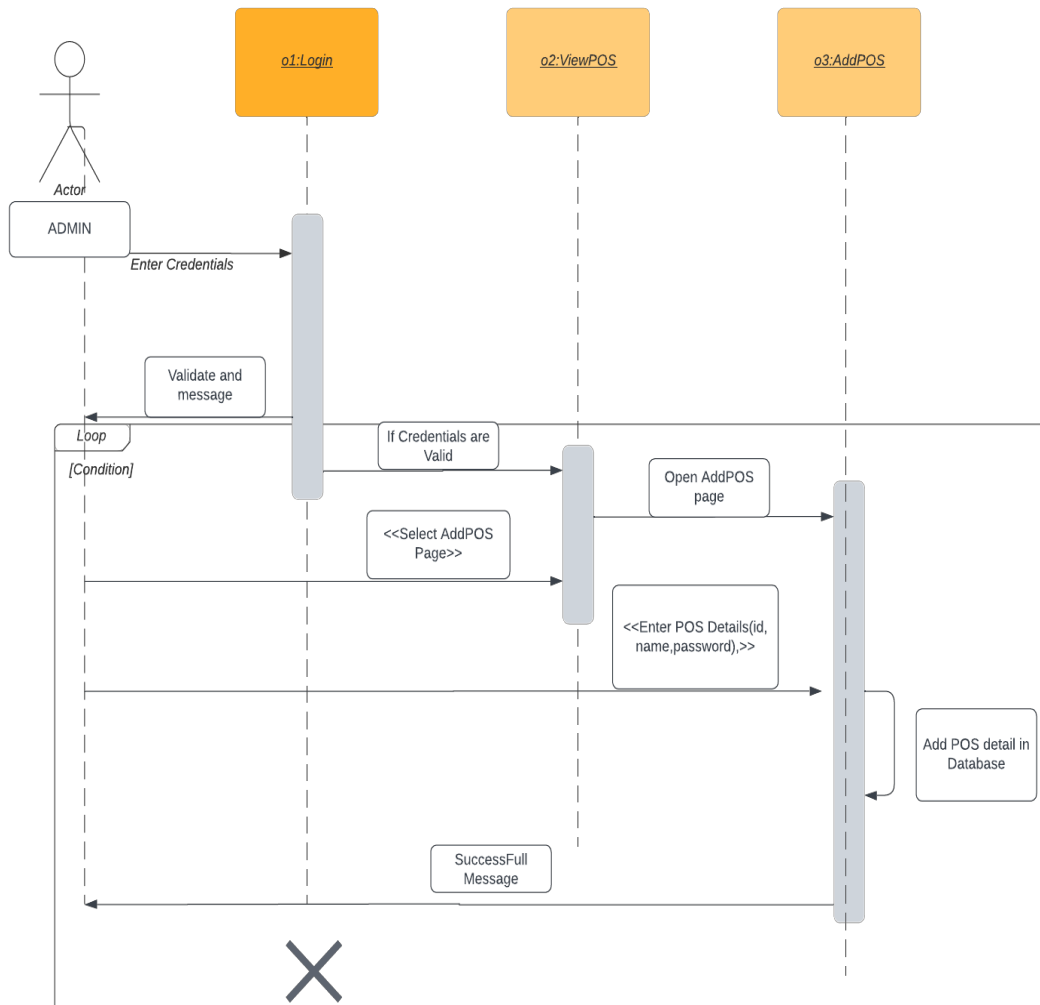 o1:Login
o2:ViewPOS
o3:AddPOS
Actor
ADMIN
Enter Credentials
Validate and
message
Loop
[Condition]
If Credentials are
Valid
Open AddPOS
page
<<Select AddPOS
Page>>
<<Enter POS Details(id,
name,password),>>
Add POS detail in
Database
SuccessFull
Message